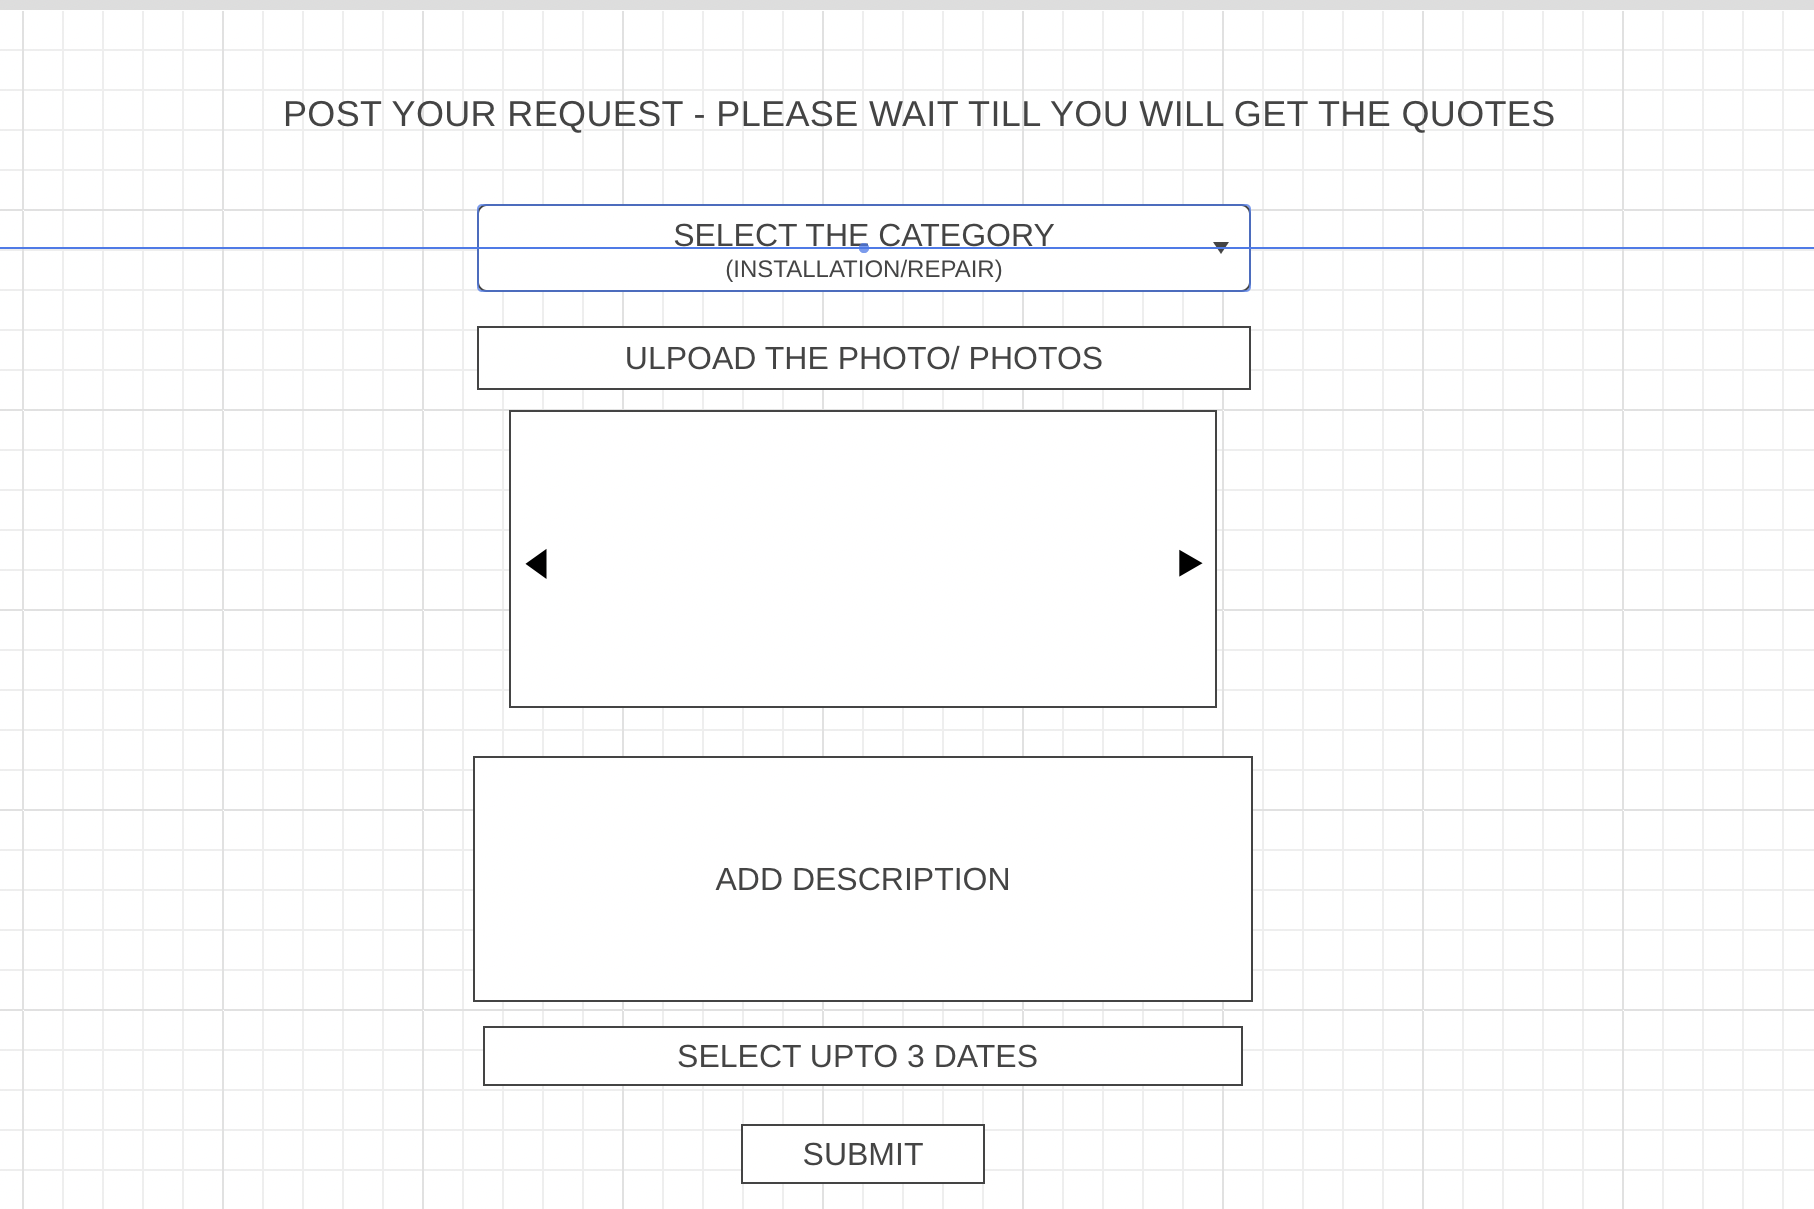 POST YOUR REQUEST - PLEASE WAIT TILL YOU WILL GET THE QUOTES
SELECT THE CATEGORY
(INSTALLATION/REPAIR)
ULPOAD THE PHOTO/ PHOTOS
ADD DESCRIPTION
SELECT UPTO 3 DATES
SUBMIT